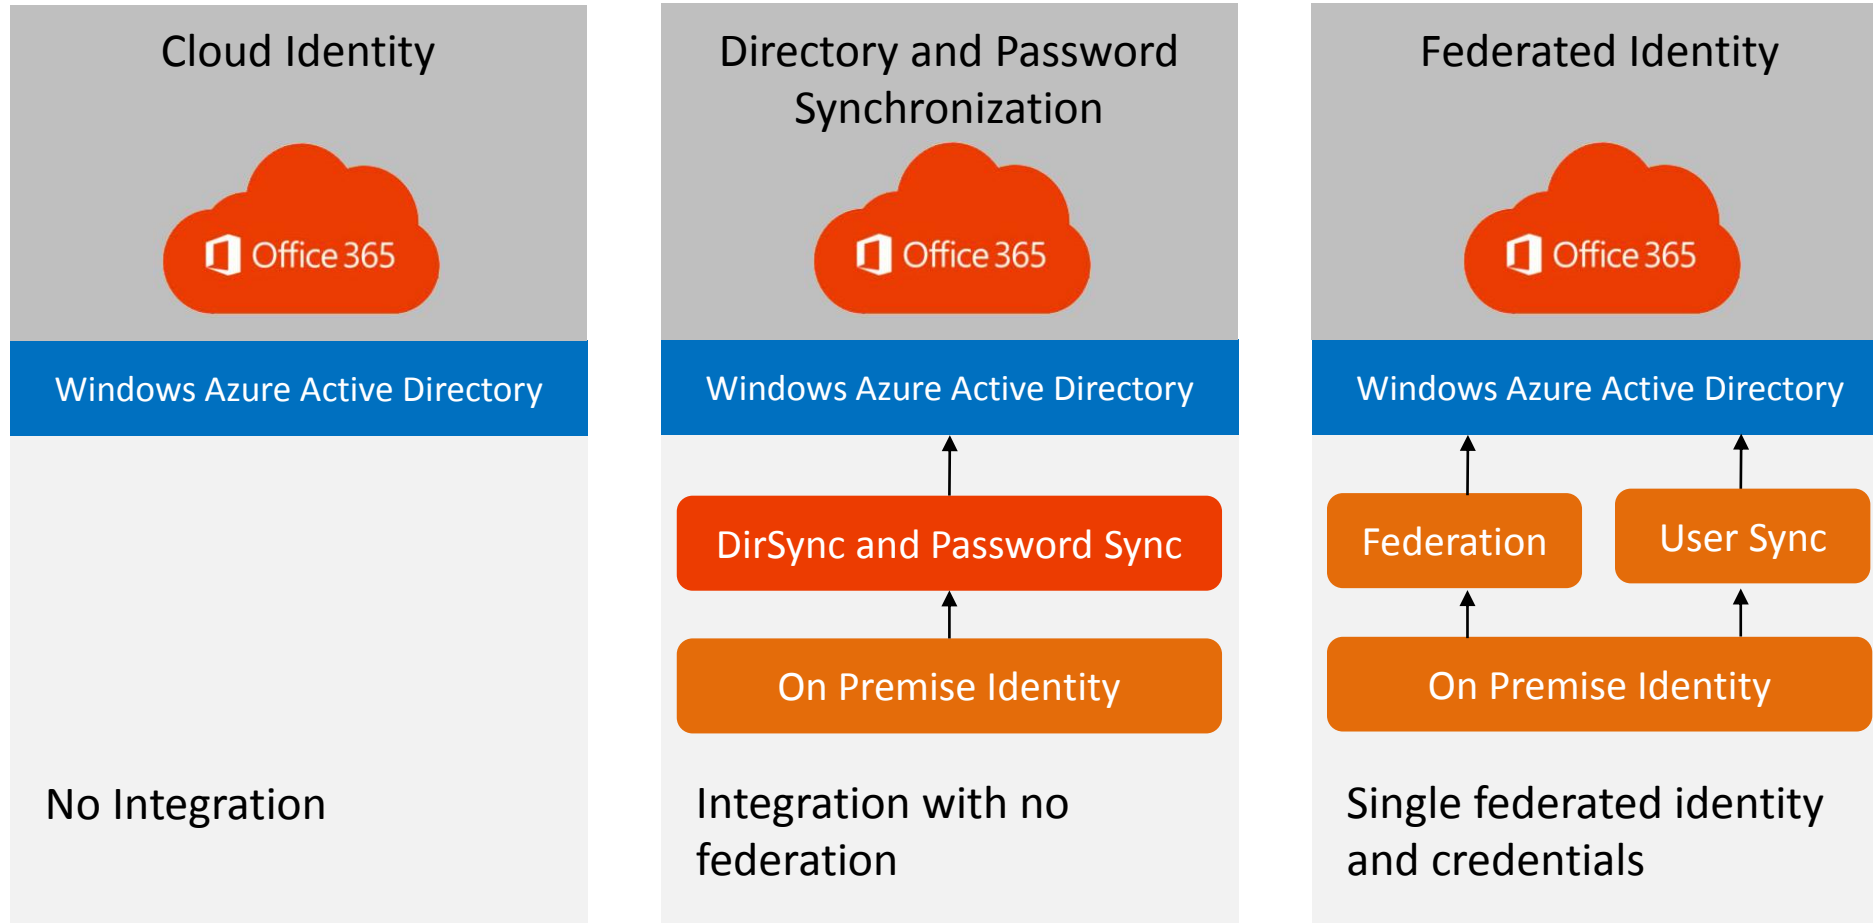 Cloud Identity
Office 365
Windows Azure Active Directory
No Integration
Directory and Password
Synchronization
Office 365
Windows Azure Active Directory
DirSync and Password Sync
On Premise Identity
Integration with no
federation
Federated Identity
Office 365
Windows Azure Active Directory
Federation
User Sync
On Premise Identity
Single federated identity
and credentials